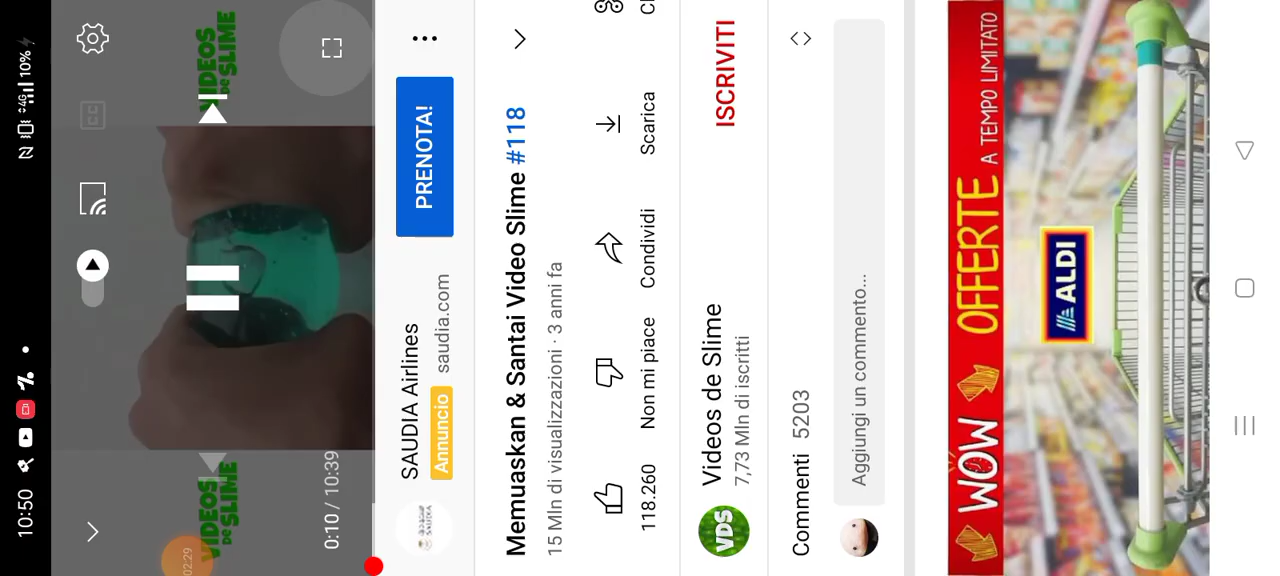 10:50
4G 10%
VIDEOS
DE SLIME
VIDEOS
DE SLIME
CC
0:10 / 10:39
02:29
SAUDIA Airlines
Annuncio saudia.com
PRENOTA!
Memuaskan & Santai Video Slime #118
15 Mln di visualizzazioni · 3 anni fa
118.260
Non mi piace
Condividi
Scarica
VDS
Videos de Slime
7,73 Mln di iscritti
ISCRIVITI
Commenti 5203
Aggiungi un commento...
WOW OFFERTE A TEMPO LIMITATO
ALDI